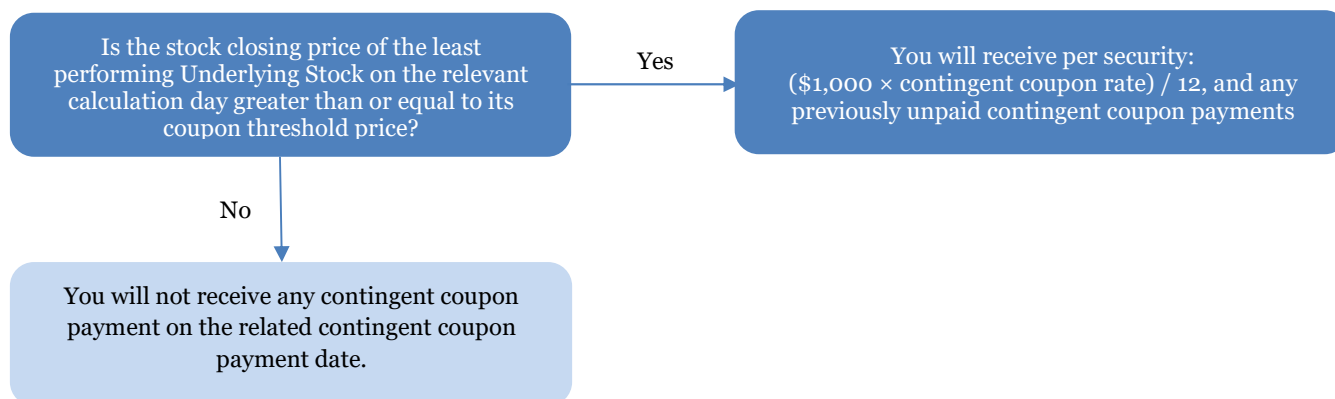 Is the stock closing price of the least
performing Underlying Stock on the relevant
calculation day greater than or equal to its
coupon threshold price?
Yes
You will receive per security:
($1,000 × contingent coupon rate) / 12, and any
previously unpaid contingent coupon payments
No
You will not receive any contingent coupon
payment on the related contingent coupon
payment date.